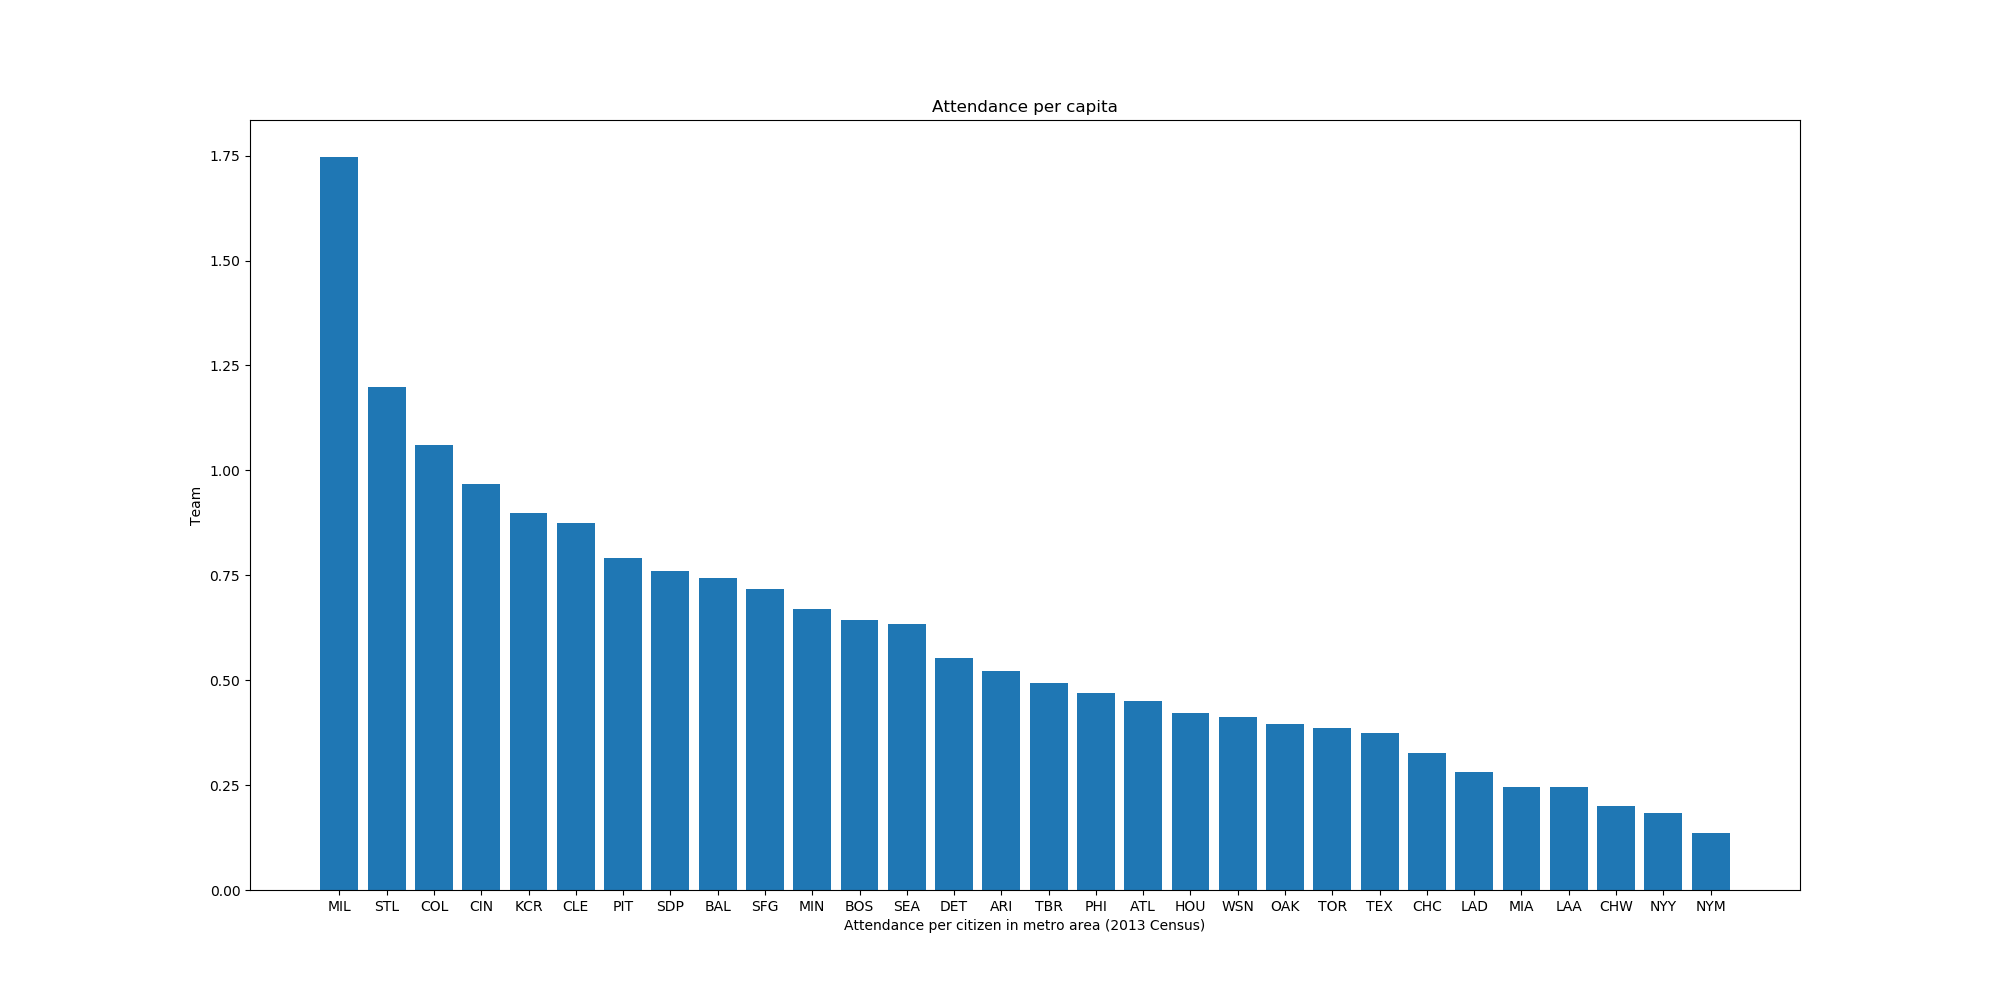 Attendance per capita
1.75
1.50
1.25
1.00
0.75
0.50
0.25
0.00
Team
MIL STL COL CIN KCR CLE PIT SDP BAL SFG MIN BOS SEA DET ARI TBR PHI ATL HOU WSN OAK TOR TEX CHC LAD MIA LAA CHW NYY NYM
Attendance per citizen in metro area (2013 Census)